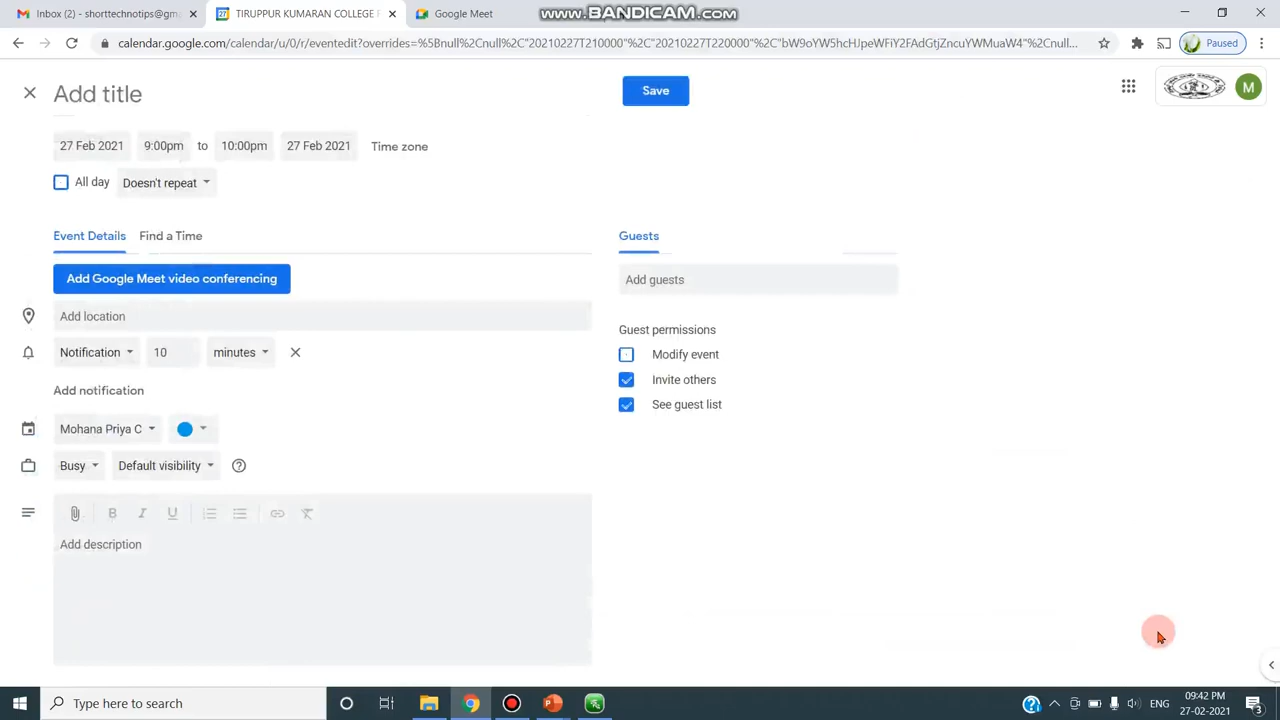 Inbox (2) - shorttechnotips@gm
TIRUPPUR KUMARAN COLLEGE F
Google Meet
www.BANDICAM.com
calendar.google.com/calendar/u/0/r/eventedit?overrides=%5Bnull%2Cnull%2C"20210227T210000"%2C"20210227T220000"%2C"bW9oYW5hcHJpeWFiY2FAdGtjZncuYWMuaW4"%2Cnull...
Paused
Add title
Save
M
27 Feb 2021 9:00pm to 10:00pm 27 Feb 2021 Time zone
All day Doesn't repeat
Event Details Find a Time
Guests
Add Google Meet video conferencing
Add guests
Add location
Guest permissions
Notification 10 minutes
Modify event
Invite others
Add notification
See guest list
Mohana Priya C
Busy Default visibility
B I U
Add description
Type here to search
ENG
09:42 PM
27-02-2021
3